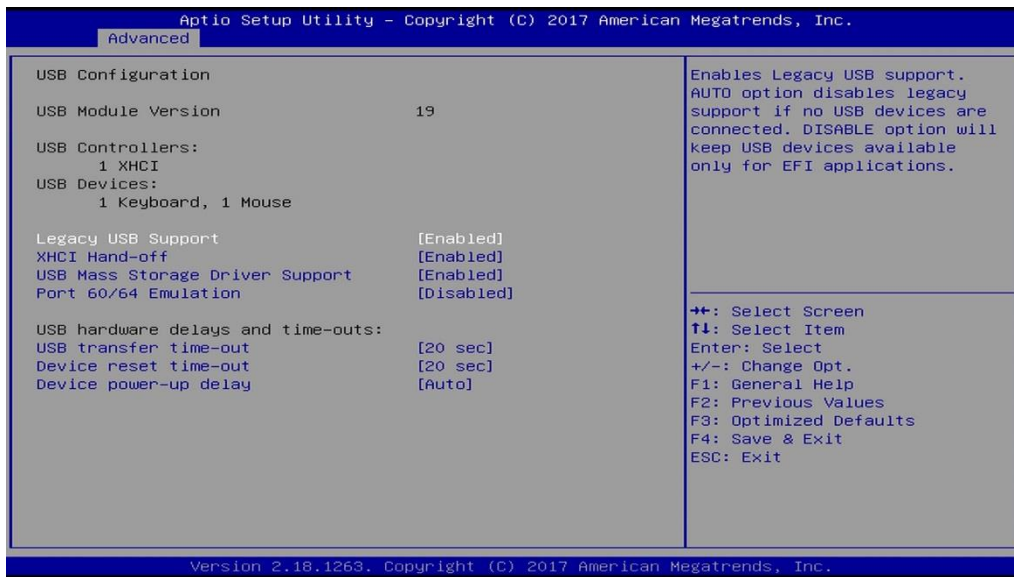 Aptio Setup Utility – Copyright (C) 2017 American Megatrends, Inc.
Advanced
USB Configuration
USB Module Version 19
USB Controllers:
1 XHCI
USB Devices:
1 Keyboard, 1 Mouse
Legacy USB Support [Enabled]
XHCI Hand-off [Enabled]
USB Mass Storage Driver Support [Enabled]
Port 60/64 Emulation [Disabled]
USB hardware delays and time-outs:
USB transfer time-out [20 sec]
Device reset time-out [20 sec]
Device power-up delay [Auto]
Enables Legacy USB support.
AUTO option disables legacy
support if no USB devices are
connected. DISABLE option will
keep USB devices available
only for EFI applications.
→←: Select Screen
↑↓: Select Item
Enter: Select
+/-: Change Opt.
F1: General Help
F2: Previous Values
F3: Optimized Defaults
F4: Save & Exit
ESC: Exit
Version 2.18.1263. Copyright (C) 2017 American Megatrends, Inc.